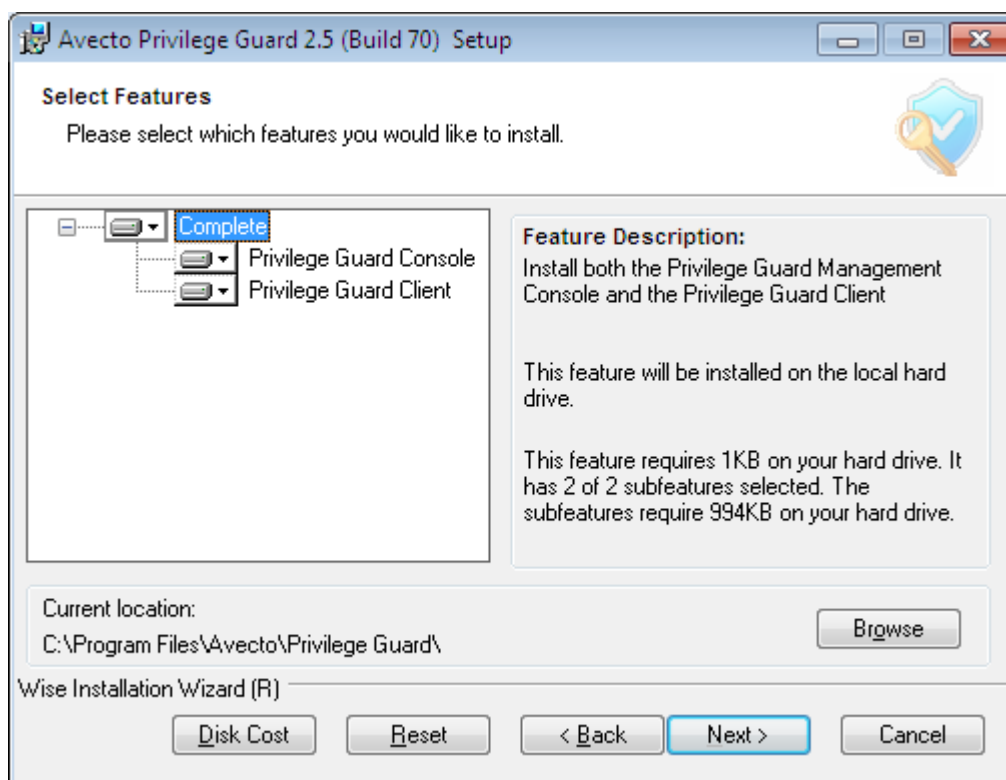 Avecto Privilege Guard 2.5 (Build 70)  Setup
Select Features
Please select which features you would like to install.
Complete
Privilege Guard Console
Privilege Guard Client
Feature Description:
Install both the Privilege Guard Management
Console and the Privilege Guard Client
This feature will be installed on the local hard
drive.
This feature requires 1KB on your hard drive. It
has 2 of 2 subfeatures selected. The
subfeatures require 994KB on your hard drive.
Current location:
C:\Program Files\Avecto\Privilege Guard\
Browse
Wise Installation Wizard (R)
Disk Cost
Reset
< Back
Next >
Cancel